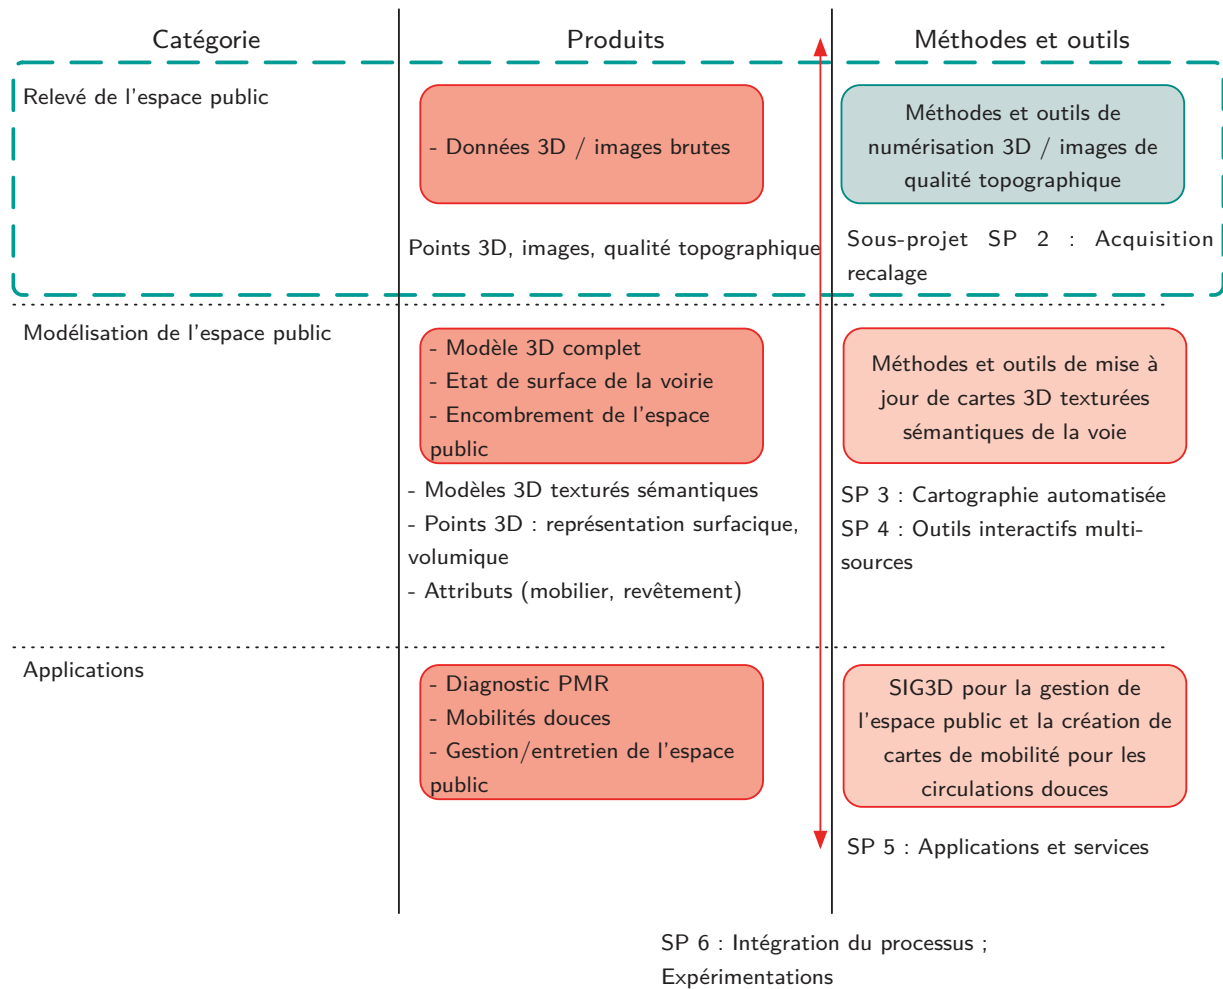 Catégorie
Produits
Méthodes et outils
Relevé de l'espace public
- Données 3D / images brutes
Points 3D, images, qualité topographique
Méthodes et outils de
numérisation 3D / images de
qualité topographique
Sous-projet SP 2 : Acquisition
recalage
Modélisation de l'espace public
- Modèle 3D complet
- Etat de surface de la voirie
- Encombrement de l'espace
public
- Modèles 3D texturés sémantiques
- Points 3D : représentation surfacique,
volumique
- Attributs (mobilier, revêtement)
Méthodes et outils de mise à
jour de cartes 3D texturées
sémantiques de la voie
SP 3 : Cartographie automatisée
SP 4 : Outils interactifs multi-
sources
Applications
- Diagnostic PMR
- Mobilités douces
- Gestion/entretien de l'espace
public
SIG3D pour la gestion de
l'espace public et la création de
cartes de mobilité pour les
circulations douces
SP 5 : Applications et services
SP 6 : Intégration du processus ;
Expérimentations